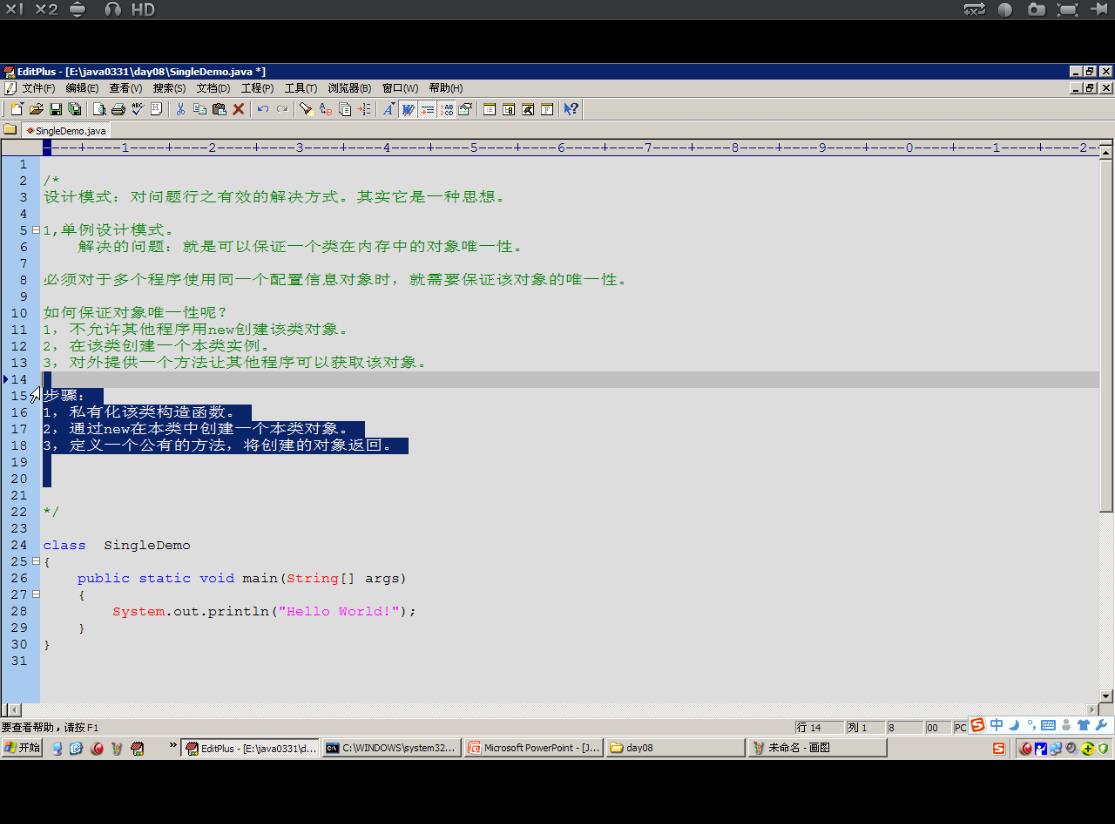 ×1 ×2 HD
EditPlus - [E:\java0331\day08\SingleDemo.java *]
文件(F) 编辑(E) 查看(V) 搜索(S) 文档(D) 工程(P) 工具(T) 浏览器(B) 窗口(W) 帮助(H)
SingleDemo.java
----+----1----+----2----+----3----+----4----+----5----+----6----+----7----+----8----+----9----+----0----+----1----+----2-
1
2 /*
3 设计模式：对问题行之有效的解决方式。其实它是一种思想。
4
5 1,单例设计模式。
6 解决的问题：就是可以保证一个类在内存中的对象唯一性。
7
8 必须对于多个程序使用同一个配置信息对象时，就需要保证该对象的唯一性。
9
10 如何保证对象唯一性呢？
11 1，不允许其他程序用new创建该类对象。
12 2，在该类创建一个本类实例。
13 3，对外提供一个方法让其他程序可以获取该对象。
14
15 步骤：
16 1，私有化该类构造函数。
17 2，通过new在本类中创建一个本类对象。
18 3，定义一个公有的方法，将创建的对象返回。
19
20
21
22 */
23
24 class SingleDemo
25 {
26 public static void main(String[] args)
27 {
28 System.out.println("Hello World!");
29 }
30 }
31
要查看帮助，请按F1 行 14 列 1 8 00 PC 中
开始 EditPlus - [E:\java0331\d... C:\WINDOWS\system32... Microsoft PowerPoint - [J... day08 未命名 - 画图